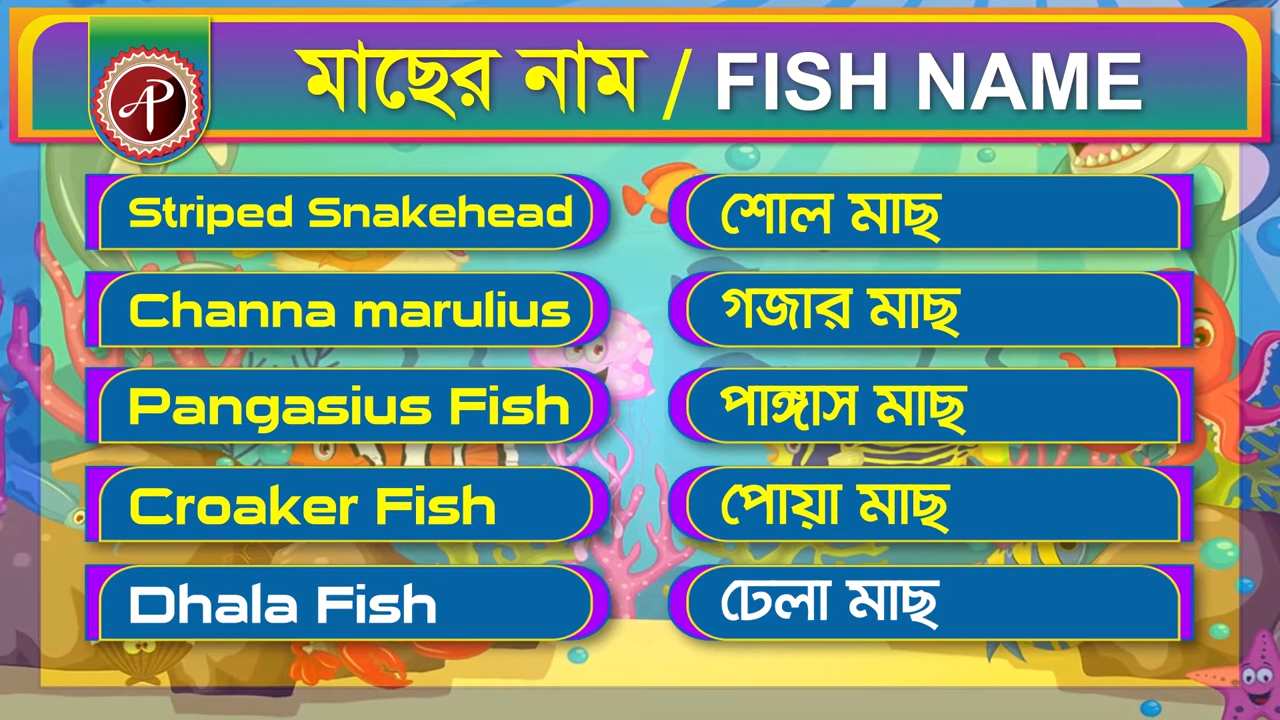 মাছের নাম / FISH NAME
Striped Snakehead শোল মাছ
Channa marulius গজার মাছ
Pangasius Fish পাঙ্গাস মাছ
Croaker Fish পোয়া মাছ
Dhala Fish ঢেলা মাছ